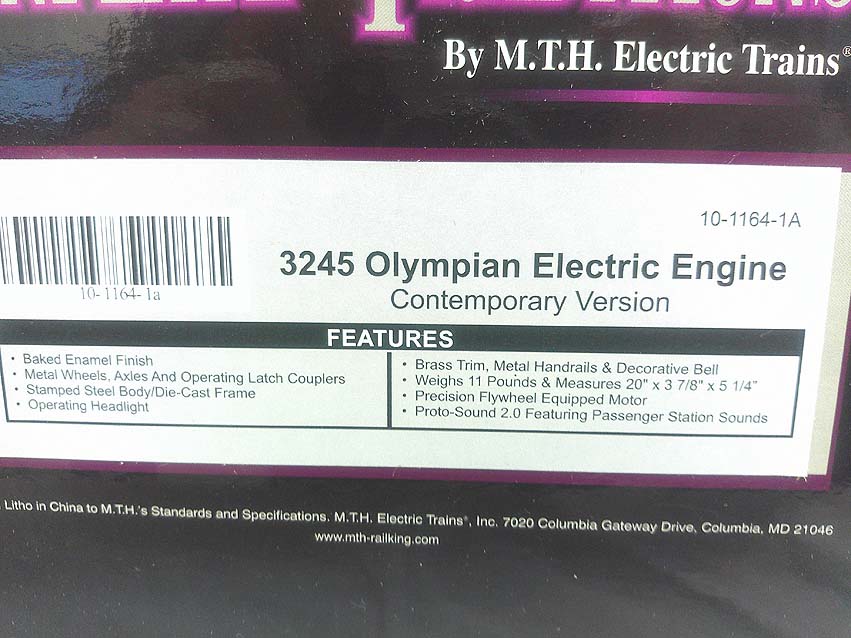 By M.T.H. Electric Trains®
10-1164-1A
10-1164-1a
3245 Olympian Electric Engine
Contemporary Version
FEATURES
• Baked Enamel Finish
• Metal Wheels, Axles And Operating Latch Couplers
• Stamped Steel Body/Die-Cast Frame
• Operating Headlight
• Brass Trim, Metal Handrails & Decorative Bell
• Weighs 11 Pounds & Measures 20" x 3 7/8" x 5 1/4"
• Precision Flywheel Equipped Motor
• Proto-Sound 2.0 Featuring Passenger Station Sounds
Litho in China to M.T.H.'s Standards and Specifications. M.T.H. Electric Trains®, Inc. 7020 Columbia Gateway Drive, Columbia, MD 21046
www.mth-railking.com